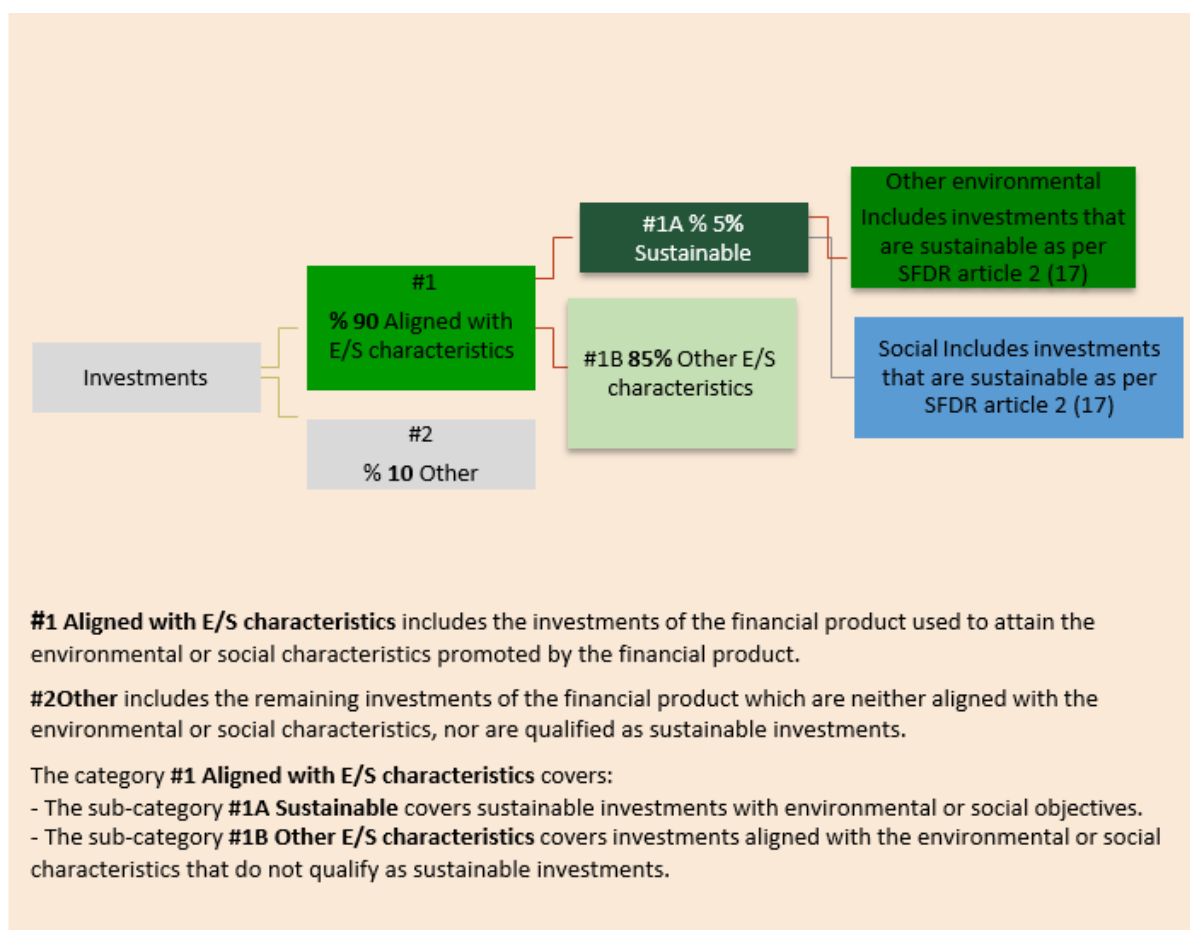 Investments
#1
% 90 Aligned with
E/S characteristics
#2
% 10 Other
#1A % 5%
Sustainable
#1B 85% Other E/S
characteristics
Other environmental
Includes investments that
are sustainable as per
SFDR article 2 (17)
Social Includes investments
that are sustainable as per
SFDR article 2 (17)
#1 Aligned with E/S characteristics includes the investments of the financial product used to attain the
environmental or social characteristics promoted by the financial product.
#2Other includes the remaining investments of the financial product which are neither aligned with the
environmental or social characteristics, nor are qualified as sustainable investments.
The category #1 Aligned with E/S characteristics covers:
- The sub-category #1A Sustainable covers sustainable investments with environmental or social objectives.
- The sub-category #1B Other E/S characteristics covers investments aligned with the environmental or social
characteristics that do not qualify as sustainable investments.